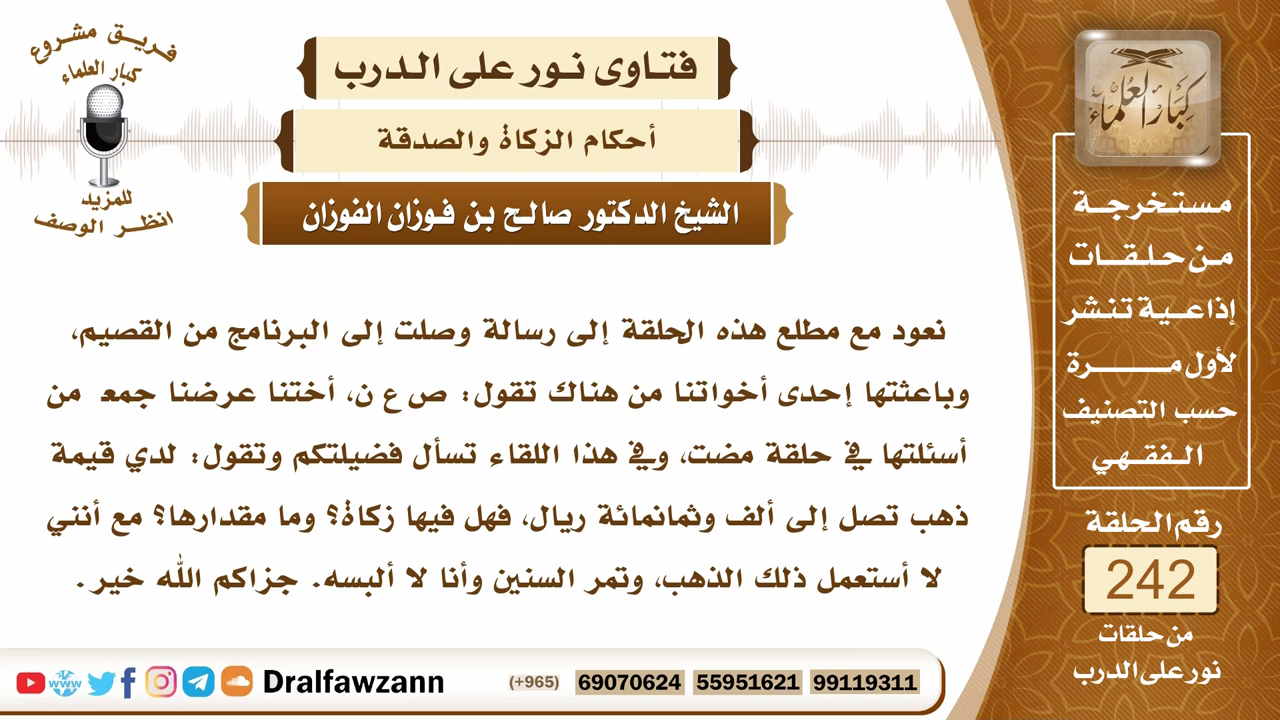 فريق مشروع
كبار العلماء
للمزيد
انظر الوصف
فتاوى نور على الدرب
أحكام الزكاة والصدقة
الشيخ الدكتور صالح بن فوزان الفوزان
نعود مع مطلع هذه الحلقة إلى رسالة وصلت إلى البرنامج من القصيم،
وباعثتها إحدى أخواتنا من هناك تقول: ص ع ن، أختنا عرضنا جمع من
أسئلتها في حلقة مضت، وفي هذا اللقاء تسأل فضيلتكم وتقول: لدي قيمة
ذهب تصل إلى ألف وثمانمائة ريال، فهل فيها زكاة؟ وما مقدارها؟ مع أنني
لا أستعمل ذلك الذهب، وتمر السنين وأنا لا ألبسه. جزاكم الله خير.
كبار العلماء
مستخرجة
من حلقات
إذاعية تنشر
لأول مرة
حسب التصنيف
الفقهي
رقم الحلقة
242
من حلقات
نور على الدرب
www
Dralfawzann
(+965)
69070624
55951621
99119311